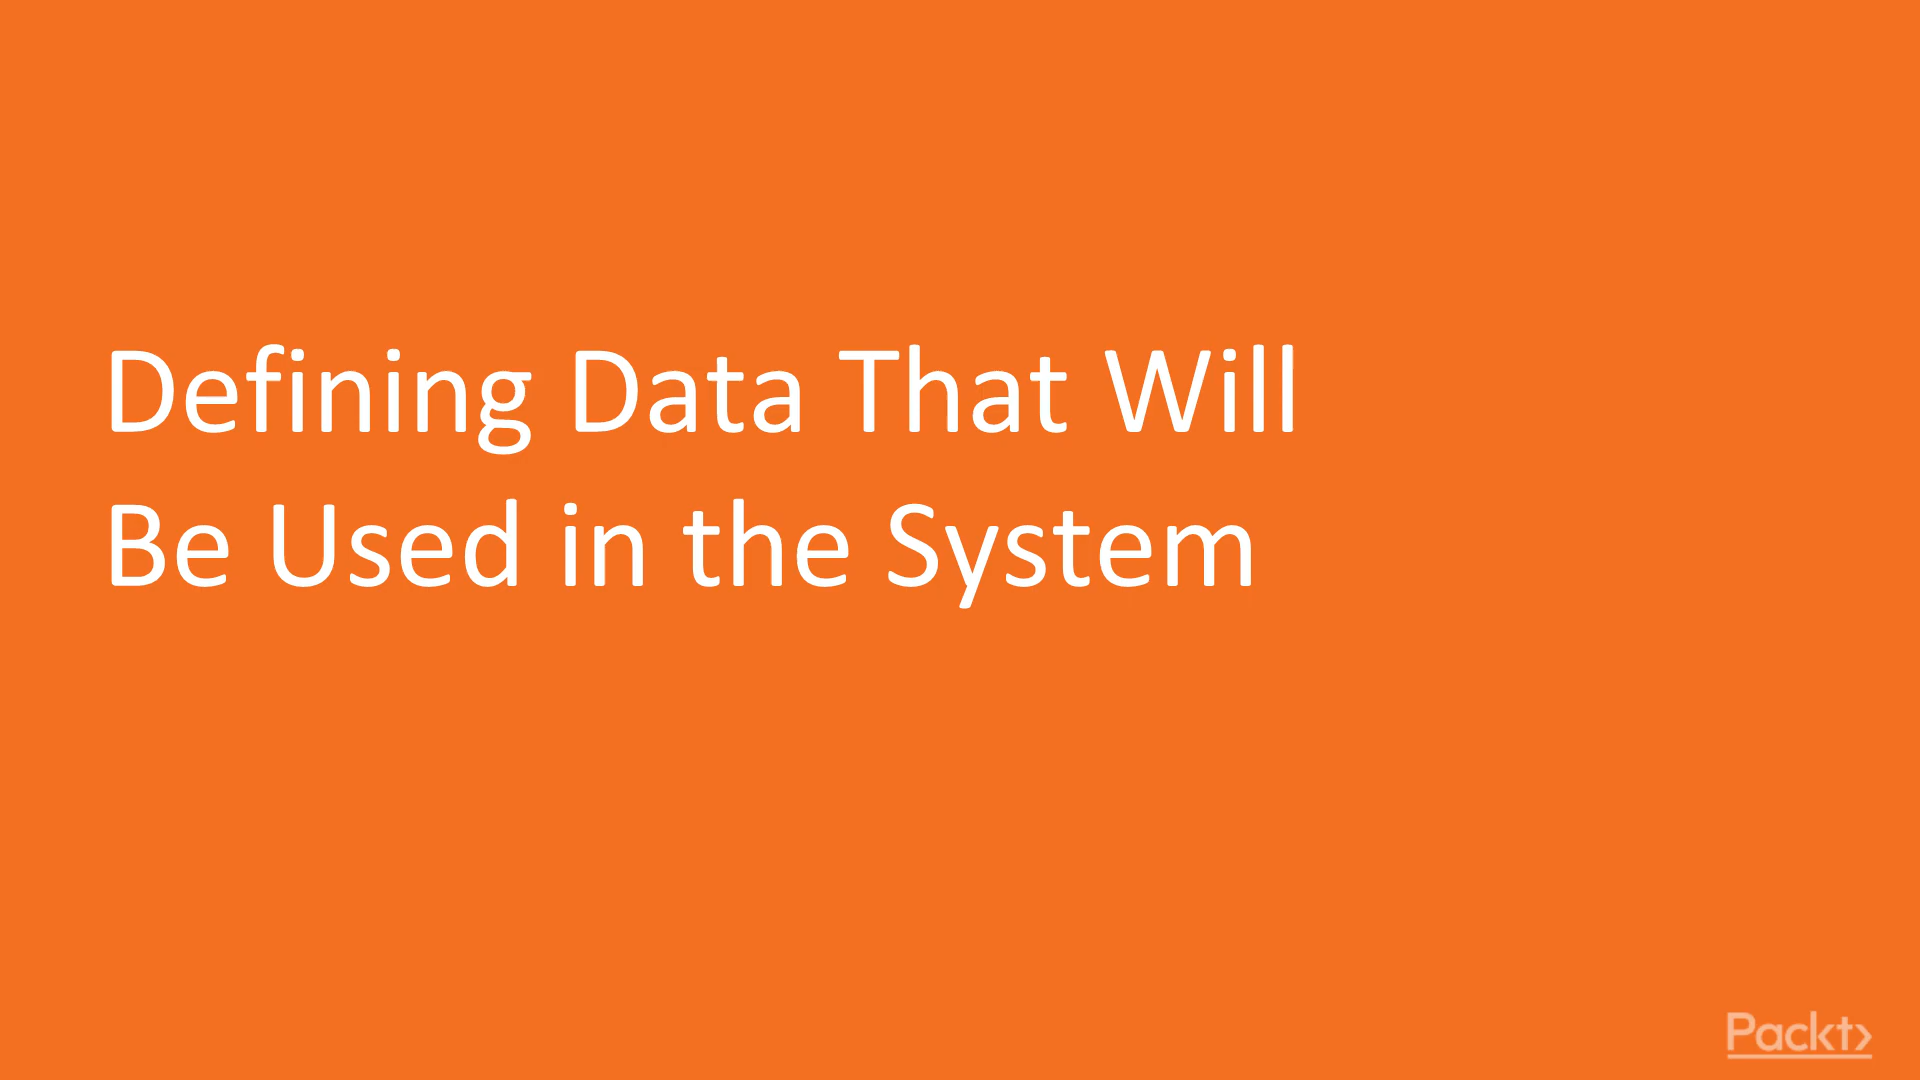 Defining Data That Will
Be Used in the System
Packt>